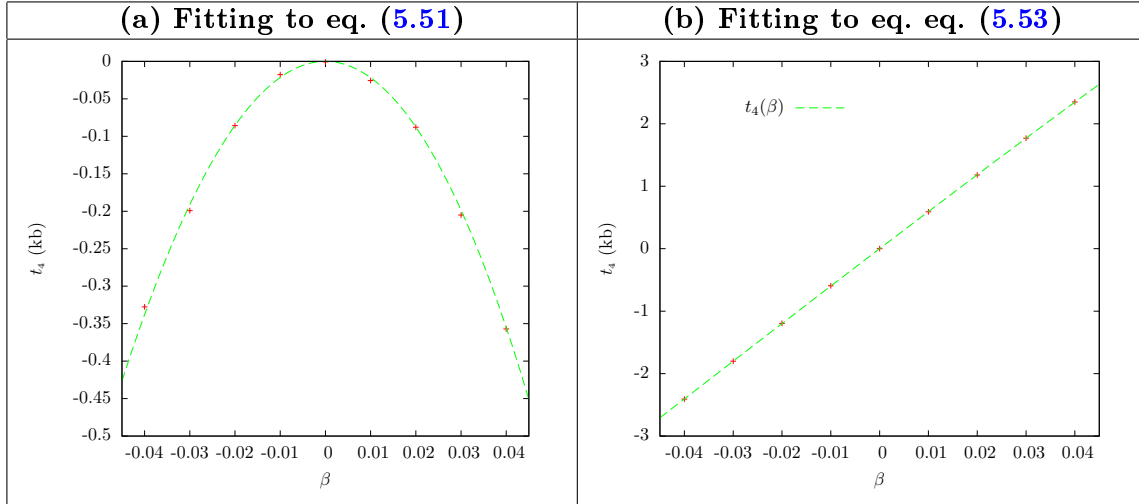 (a) Fitting to eq. (5.51)
(b) Fitting to eq. eq. (5.53)
0
-0.05
-0.1
-0.15
-0.2
-0.25
-0.3
-0.35
-0.4
-0.45
-0.5
t₄ (kb)
-0.04 -0.03 -0.02 -0.01 0 0.01 0.02 0.03 0.04
β
3
2
1
0
-1
-2
-3
t₄ (kb)
t₄(β)
-0.04 -0.03 -0.02 -0.01 0 0.01 0.02 0.03 0.04
β